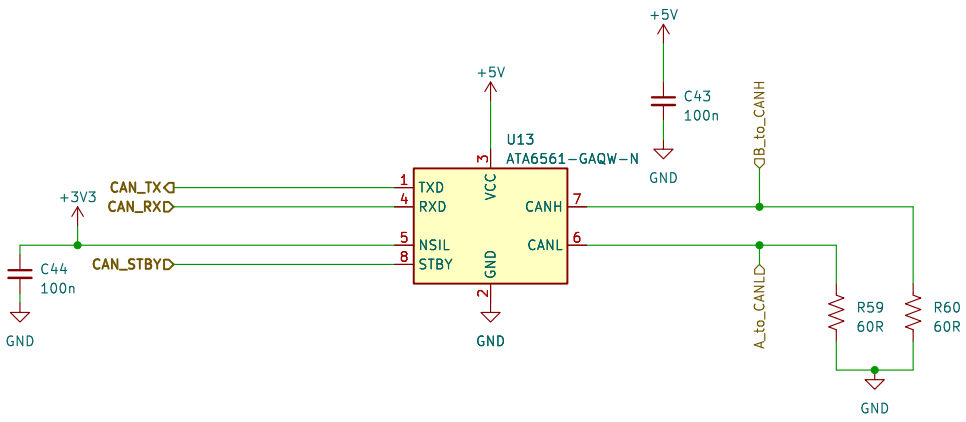 +5V
C43
100n
GND
+5V
U13
ATA6561-GAQW-N
B_to_CANH
CAN_TX
CAN_RX
+3V3
CAN_STBY
C44
100n
GND
1
4
5
8
3
2
7
6
TXD
RXD
NSIL
STBY
VCC
GND
CANH
CANL
GND
A_to_CANL
R59
60R
R60
60R
GND